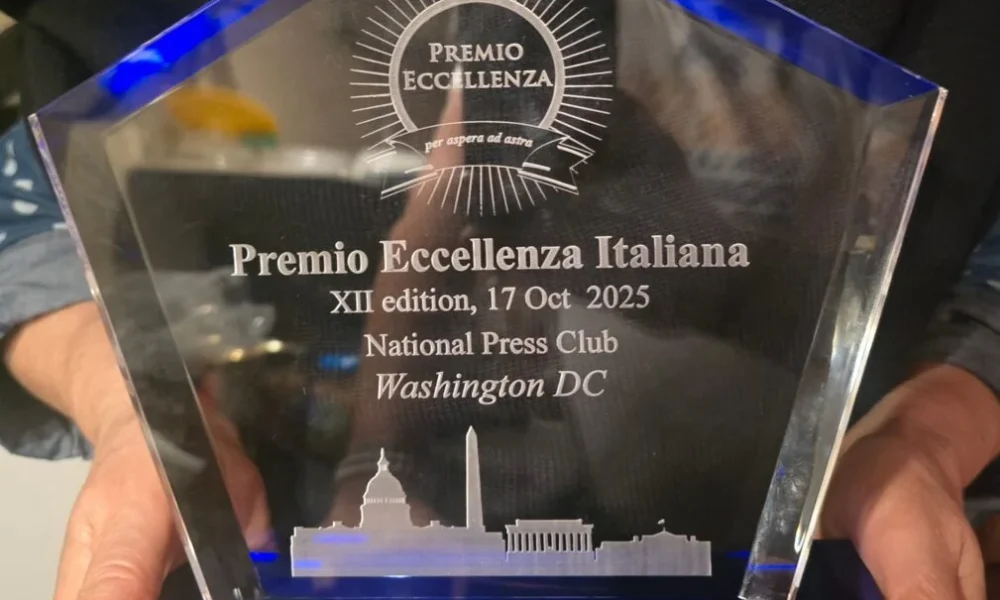 PREMIO
ECCELLENZA
per aspera ad astra
Premio Eccellenza Italiana
XII edition, 17 Oct 2025
National Press Club
Washington DC